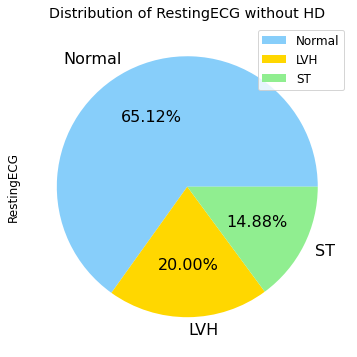 Distribution of RestingECG without HD
Normal
LVH
ST
Normal
65.12%
RestingECG
14.88%
20.00%
ST
LVH